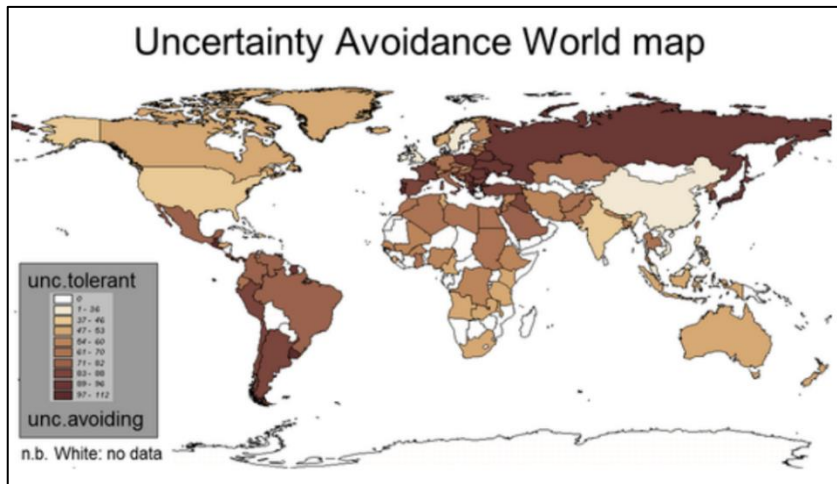 Uncertainty Avoidance World map
unc.tolerant
0
1 - 36
37 - 46
47 - 53
54 - 60
61 - 70
71 - 82
83 - 88
89 - 96
97 - 112
unc.avoiding
n.b. White: no data